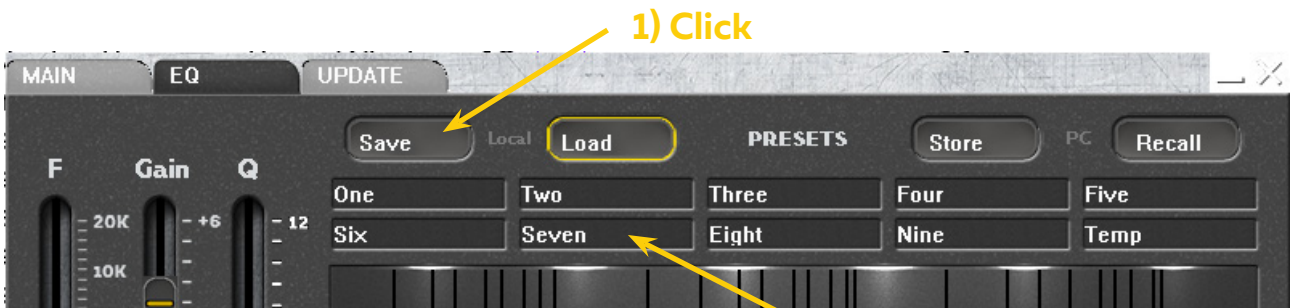 1) Click
MAIN EQ UPDATE
Save Local Load PRESETS Store PC Recall
F Gain Q
One Two Three Four Five
20K +6 12
Six Seven Eight Nine Temp
10K